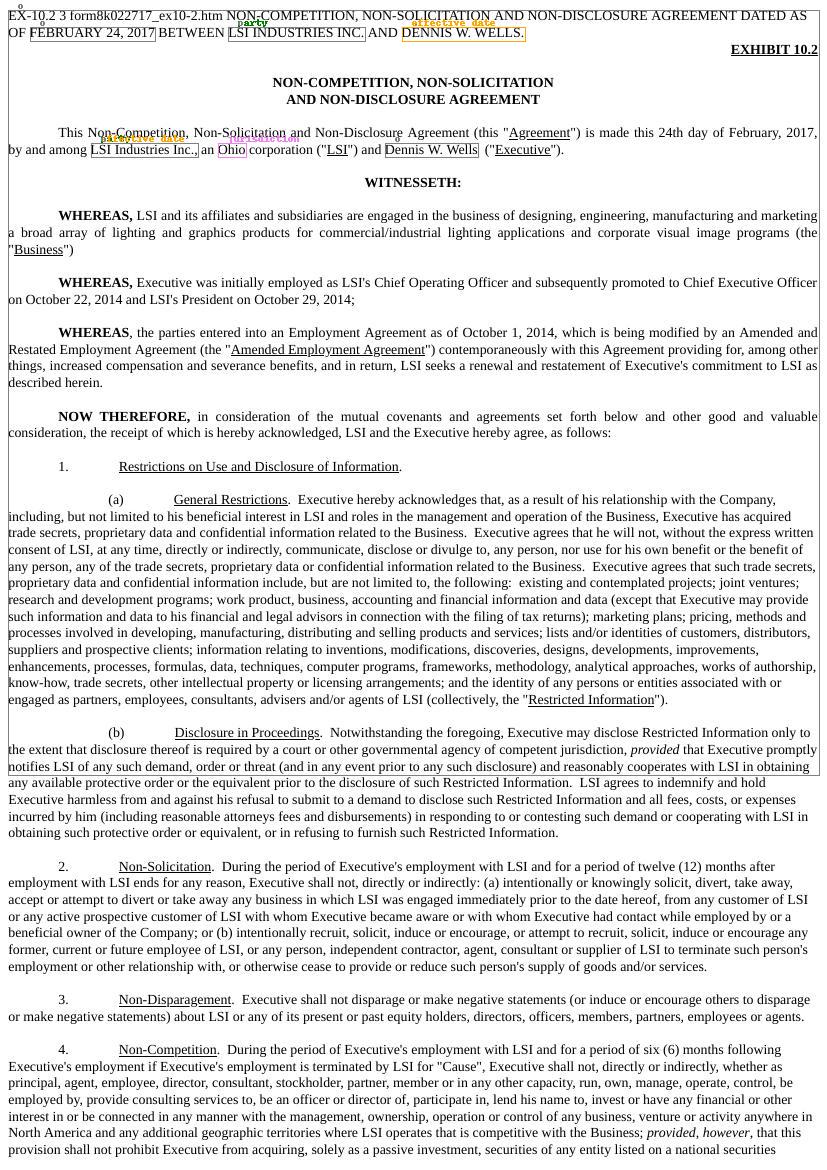 o
EX-10.2 3 form8k022717_ex10-2.htm NON-COMPETITION, NON-SOLICITATION AND NON-DISCLOSURE AGREEMENT DATED AS
o party effective date
OF FEBRUARY 24, 2017 BETWEEN LSI INDUSTRIES INC. AND DENNIS W. WELLS.
EXHIBIT 10.2
NON-COMPETITION, NON-SOLICITATION
AND NON-DISCLOSURE AGREEMENT
This Non-Competition, Non-Solicitation and Non-Disclosure Agreement (this "Agreement") is made this 24th day of February, 2017,
effective date jurisdiction o
by and among LSI Industries Inc., an Ohio corporation ("LSI") and Dennis W. Wells ("Executive").
WITNESSETH:
WHEREAS, LSI and its affiliates and subsidiaries are engaged in the business of designing, engineering, manufacturing and marketing
a broad array of lighting and graphics products for commercial/industrial lighting applications and corporate visual image programs (the
"Business")
WHEREAS, Executive was initially employed as LSI's Chief Operating Officer and subsequently promoted to Chief Executive Officer
on October 22, 2014 and LSI's President on October 29, 2014;
WHEREAS, the parties entered into an Employment Agreement as of October 1, 2014, which is being modified by an Amended and
Restated Employment Agreement (the "Amended Employment Agreement") contemporaneously with this Agreement providing for, among other
things, increased compensation and severance benefits, and in return, LSI seeks a renewal and restatement of Executive's commitment to LSI as
described herein.
NOW THEREFORE, in consideration of the mutual covenants and agreements set forth below and other good and valuable
consideration, the receipt of which is hereby acknowledged, LSI and the Executive hereby agree, as follows:
1. Restrictions on Use and Disclosure of Information.
(a) General Restrictions. Executive hereby acknowledges that, as a result of his relationship with the Company,
including, but not limited to his beneficial interest in LSI and roles in the management and operation of the Business, Executive has acquired
trade secrets, proprietary data and confidential information related to the Business. Executive agrees that he will not, without the express written
consent of LSI, at any time, directly or indirectly, communicate, disclose or divulge to, any person, nor use for his own benefit or the benefit of
any person, any of the trade secrets, proprietary data or confidential information related to the Business. Executive agrees that such trade secrets,
proprietary data and confidential information include, but are not limited to, the following: existing and contemplated projects; joint ventures;
research and development programs; work product, business, accounting and financial information and data (except that Executive may provide
such information and data to his financial and legal advisors in connection with the filing of tax returns); marketing plans; pricing, methods and
processes involved in developing, manufacturing, distributing and selling products and services; lists and/or identities of customers, distributors,
suppliers and prospective clients; information relating to inventions, modifications, discoveries, designs, developments, improvements,
enhancements, processes, formulas, data, techniques, computer programs, frameworks, methodology, analytical approaches, works of authorship,
know-how, trade secrets, other intellectual property or licensing arrangements; and the identity of any persons or entities associated with or
engaged as partners, employees, consultants, advisers and/or agents of LSI (collectively, the "Restricted Information").
(b) Disclosure in Proceedings. Notwithstanding the foregoing, Executive may disclose Restricted Information only to
the extent that disclosure thereof is required by a court or other governmental agency of competent jurisdiction, provided that Executive promptly
notifies LSI of any such demand, order or threat (and in any event prior to any such disclosure) and reasonably cooperates with LSI in obtaining
any available protective order or the equivalent prior to the disclosure of such Restricted Information. LSI agrees to indemnify and hold
Executive harmless from and against his refusal to submit to a demand to disclose such Restricted Information and all fees, costs, or expenses
incurred by him (including reasonable attorneys fees and disbursements) in responding to or contesting such demand or cooperating with LSI in
obtaining such protective order or equivalent, or in refusing to furnish such Restricted Information.
2. Non-Solicitation. During the period of Executive's employment with LSI and for a period of twelve (12) months after
employment with LSI ends for any reason, Executive shall not, directly or indirectly: (a) intentionally or knowingly solicit, divert, take away,
accept or attempt to divert or take away any business in which LSI was engaged immediately prior to the date hereof, from any customer of LSI
or any active prospective customer of LSI with whom Executive became aware or with whom Executive had contact while employed by or a
beneficial owner of the Company; or (b) intentionally recruit, solicit, induce or encourage, or attempt to recruit, solicit, induce or encourage any
former, current or future employee of LSI, or any person, independent contractor, agent, consultant or supplier of LSI to terminate such person's
employment or other relationship with, or otherwise cease to provide or reduce such person's supply of goods and/or services.
3. Non-Disparagement. Executive shall not disparage or make negative statements (or induce or encourage others to disparage
or make negative statements) about LSI or any of its present or past equity holders, directors, officers, members, partners, employees or agents.
4. Non-Competition. During the period of Executive's employment with LSI and for a period of six (6) months following
Executive's employment if Executive's employment is terminated by LSI for "Cause", Executive shall not, directly or indirectly, whether as
principal, agent, employee, director, consultant, stockholder, partner, member or in any other capacity, run, own, manage, operate, control, be
employed by, provide consulting services to, be an officer or director of, participate in, lend his name to, invest or have any financial or other
interest in or be connected in any manner with the management, ownership, operation or control of any business, venture or activity anywhere in
North America and any additional geographic territories where LSI operates that is competitive with the Business; provided, however, that this
provision shall not prohibit Executive from acquiring, solely as a passive investment, securities of any entity listed on a national securities